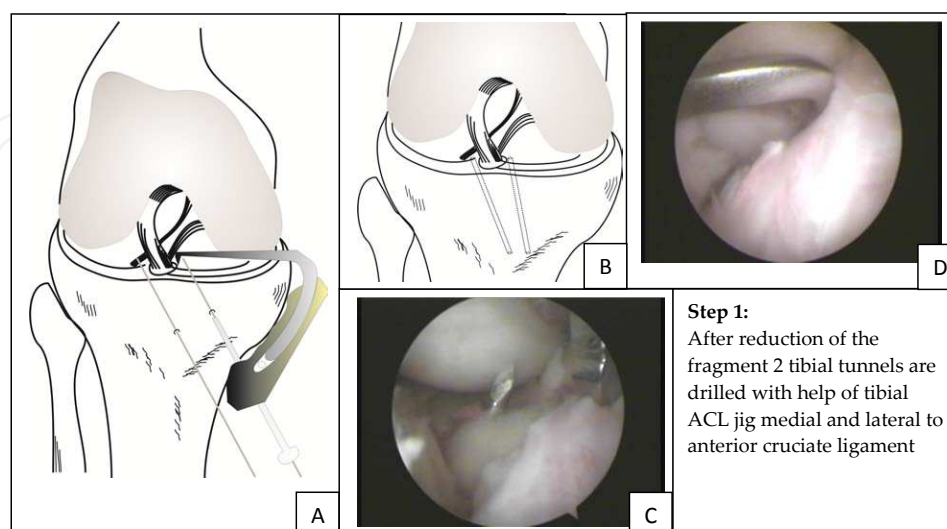 D
B
Step 1:
After reduction of the
fragment 2 tibial tunnels are
drilled with help of tibial
ACL jig medial and lateral to
anterior cruciate ligament
A
C